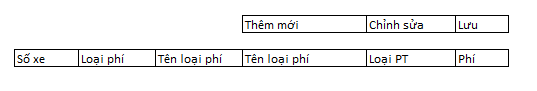 Thêm mới Chỉnh sửa Lưu
Số xe Loại phí Tên loại phí Tên loại phí Loại PT Phí